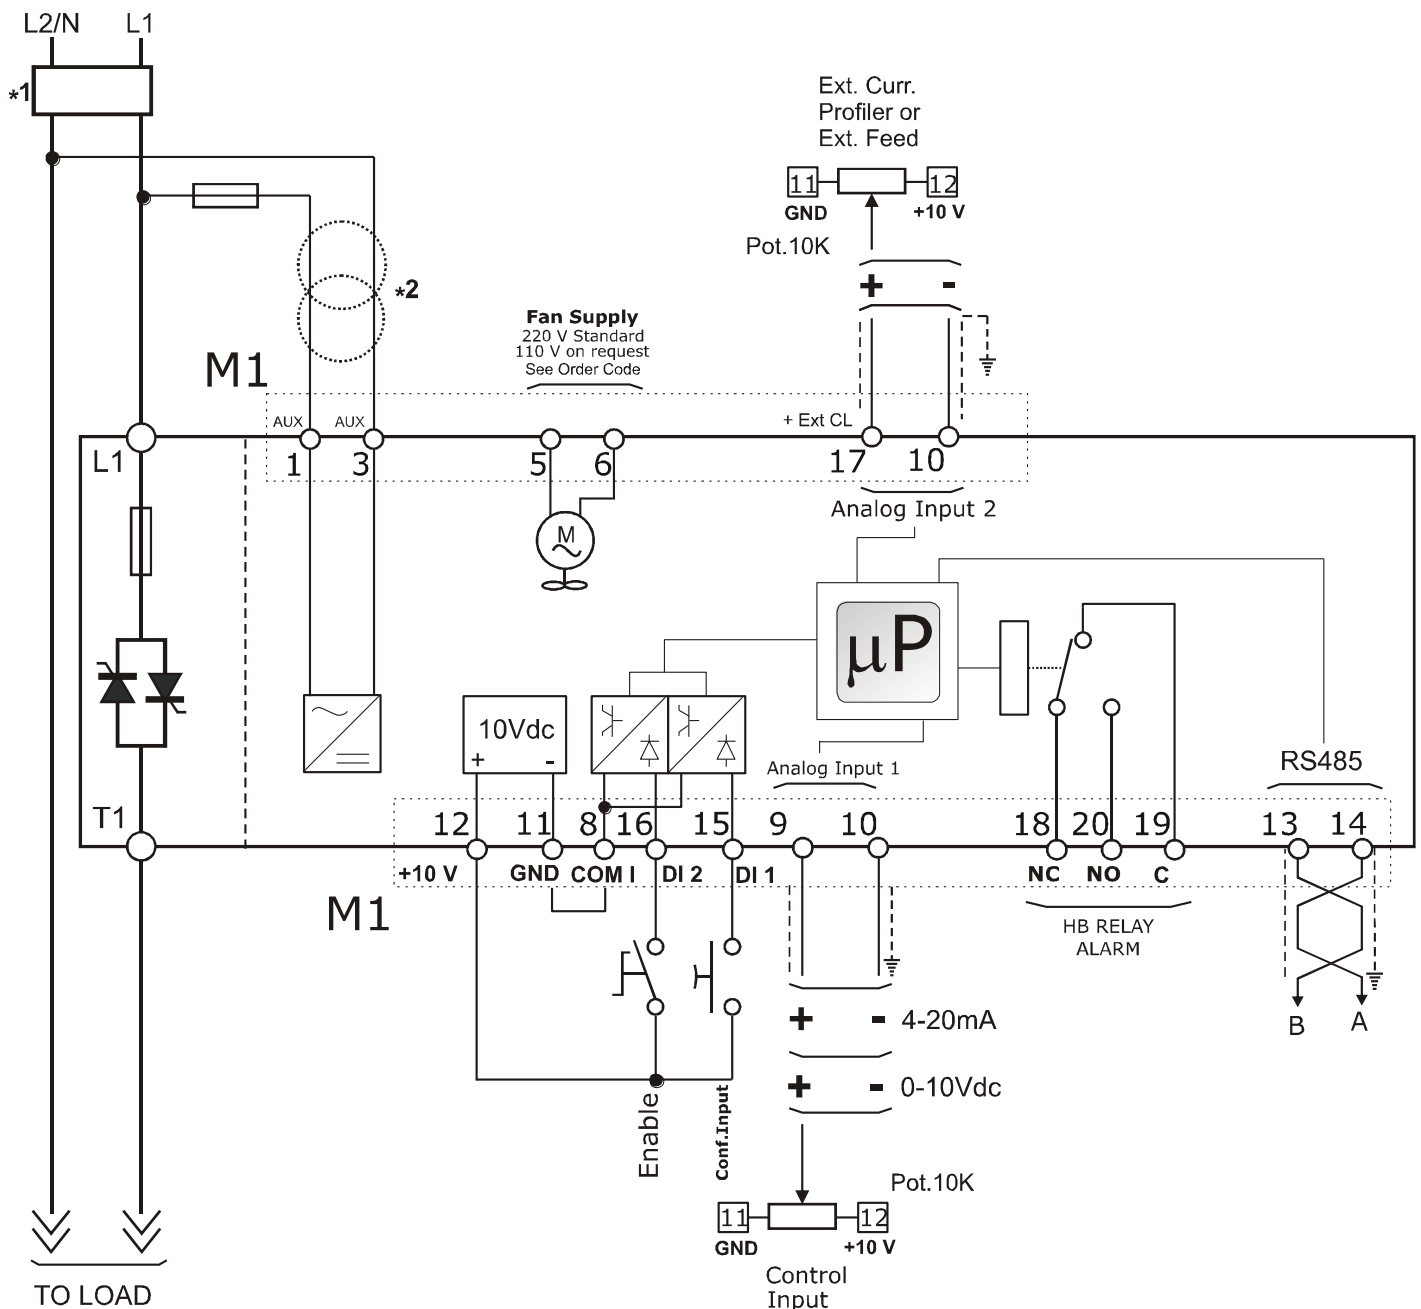 L2/N L1
*1
Ext. Curr.
Profiler or
Ext. Feed
11 12
GND +10 V
Pot.10K
+ -
*2
Fan Supply
220 V Standard
110 V on request
See Order Code
M1
AUX AUX + Ext CL
L1 1 3 5 6 17 10
Analog Input 2
M
µP
10Vdc
+ -
Analog Input 1
RS485
T1 12 11 8 16 15 9 10 18 20 19 13 14
+10 V GND COM I DI 2 DI 1 NC NO C
M1
HB RELAY
ALARM
+ - 4-20mA
B A
+ - 0-10Vdc
Enable
Conf.Input
Pot.10K
11 12
GND +10 V
Control
Input
TO LOAD